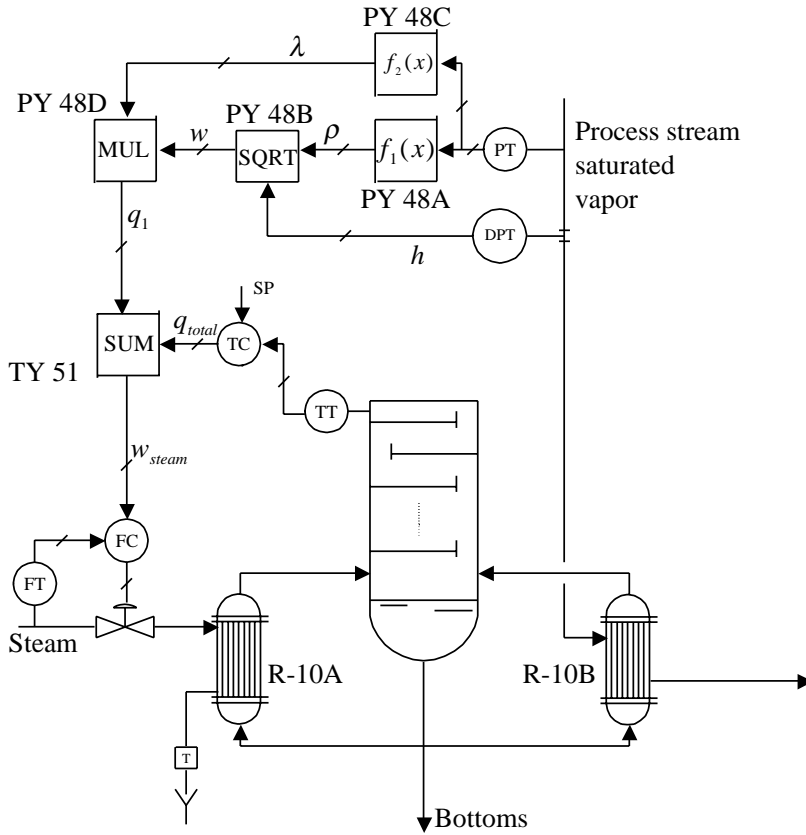 PY 48C
λ
f₂(x)
PY 48D
PY 48B
MUL
w
SQRT
ρ
f₁(x)
PT
Process stream
saturated
vapor
PY 48A
q₁
h
DPT
SP
SUM
q_total
TC
TY 51
TT
w_steam
FC
FT
Steam
R-10A
R-10B
T
Bottoms